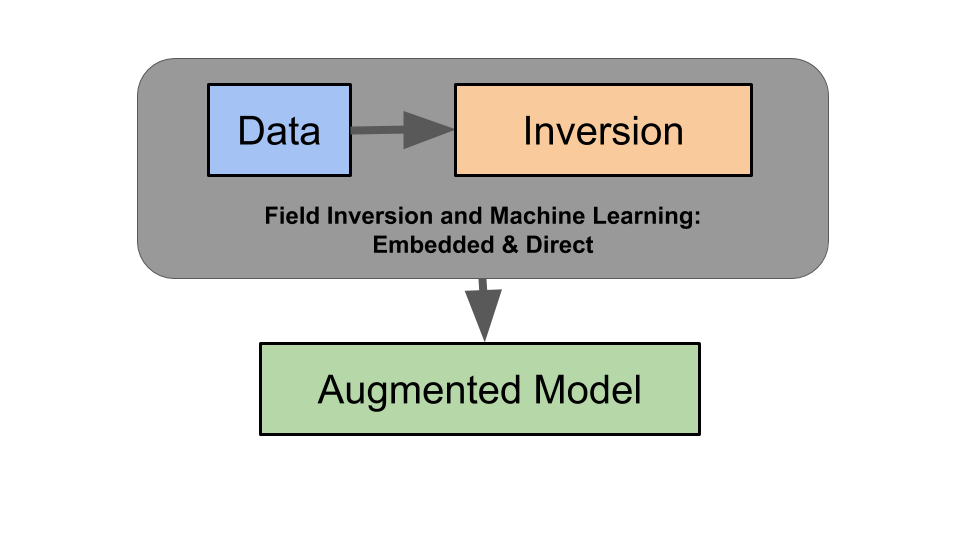 Data
Inversion
Field Inversion and Machine Learning:
Embedded & Direct
Augmented Model